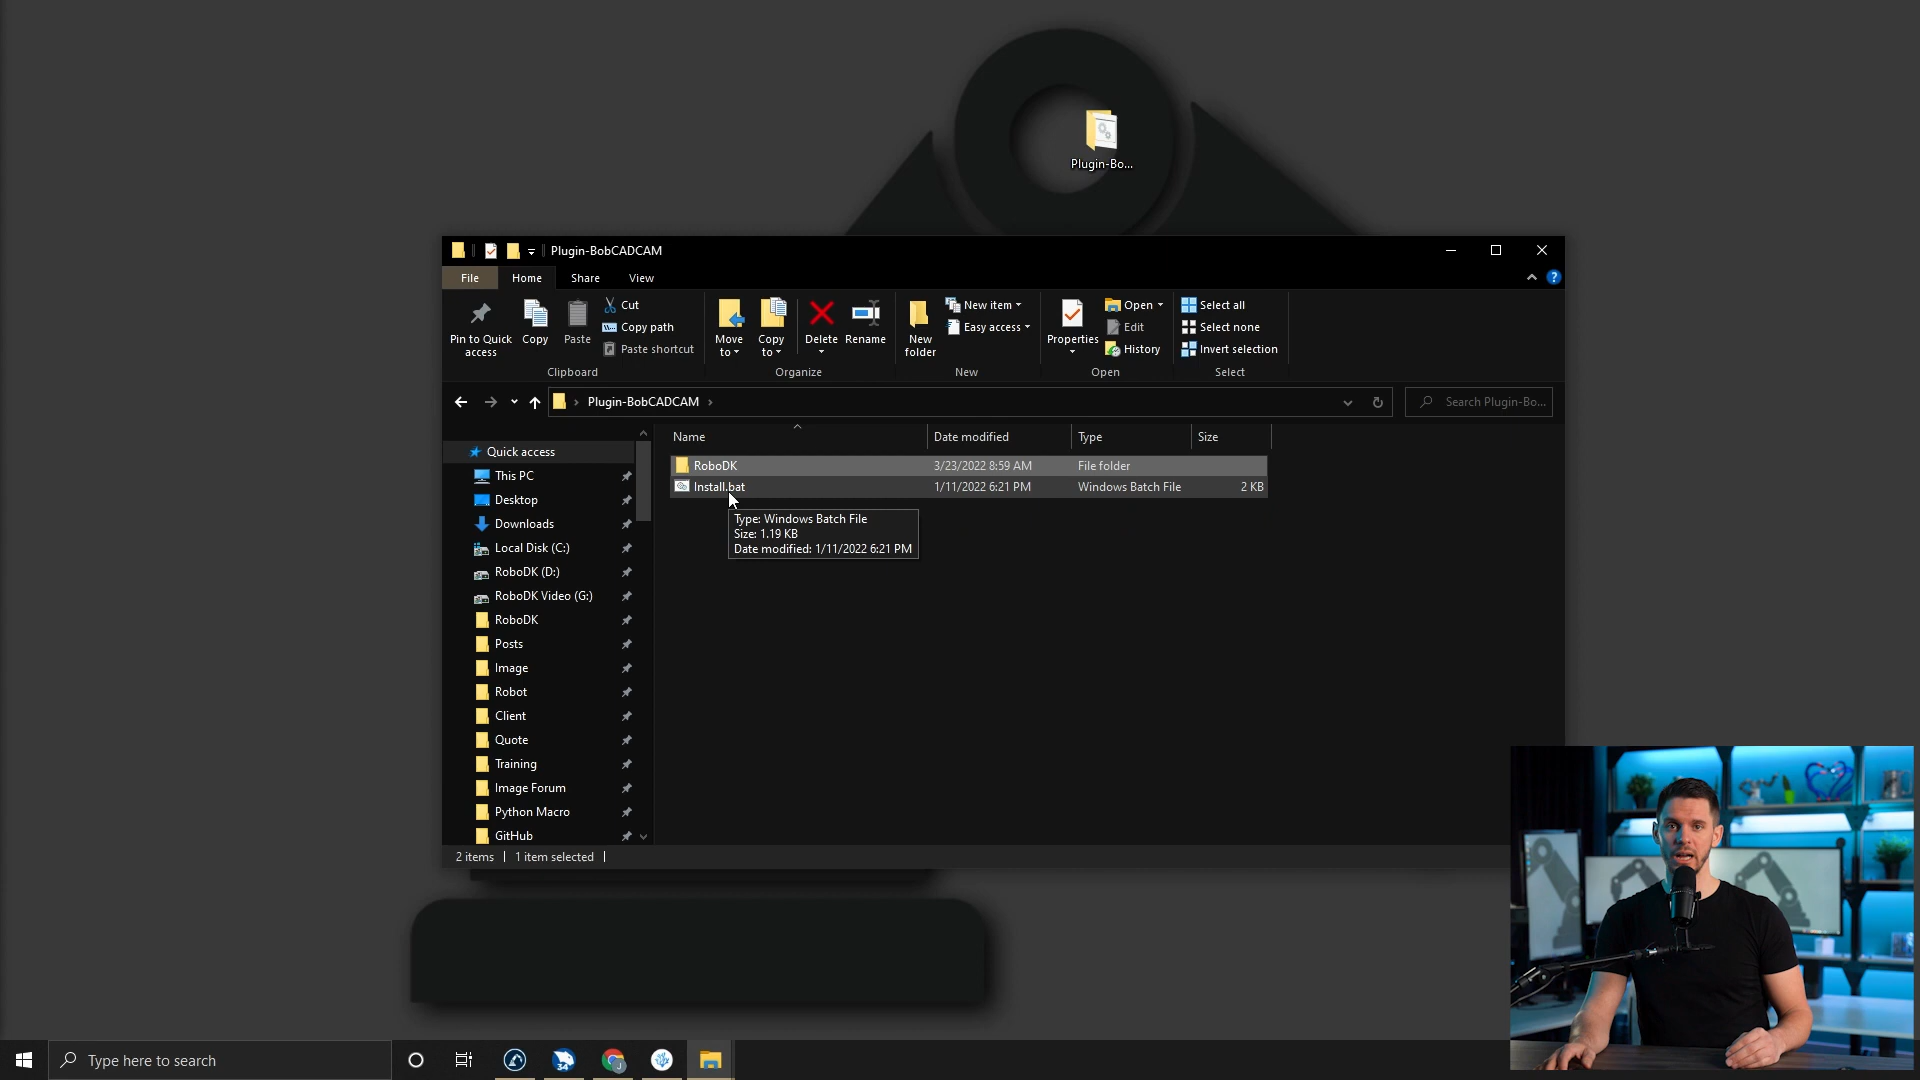 Plugin-Bo...
Plugin-BobCADCAM
File
Home
Share
View
Pin to Quick
access
Copy
Paste
Cut
Copy path
Paste shortcut
Clipboard
Move
to
Copy
to
Delete
Rename
Organize
New
folder
New item
Easy access
New
Properties
Open
Edit
History
Open
Select all
Select none
Invert selection
Select
Plugin-BobCADCAM
Search Plugin-Bo...
Name
Date modified
Type
Size
RoboDK
3/23/2022 8:59 AM
File folder
Install.bat
1/11/2022 6:21 PM
Windows Batch File
2 KB
Type: Windows Batch File
Size: 1.19 KB
Date modified: 1/11/2022 6:21 PM
Quick access
This PC
Desktop
Downloads
Local Disk (C:)
RoboDK (D:)
RoboDK Video (G:)
RoboDK
Posts
Image
Robot
Client
Quote
Training
Image Forum
Python Macro
GitHub
2 items
1 item selected
Type here to search
34
J